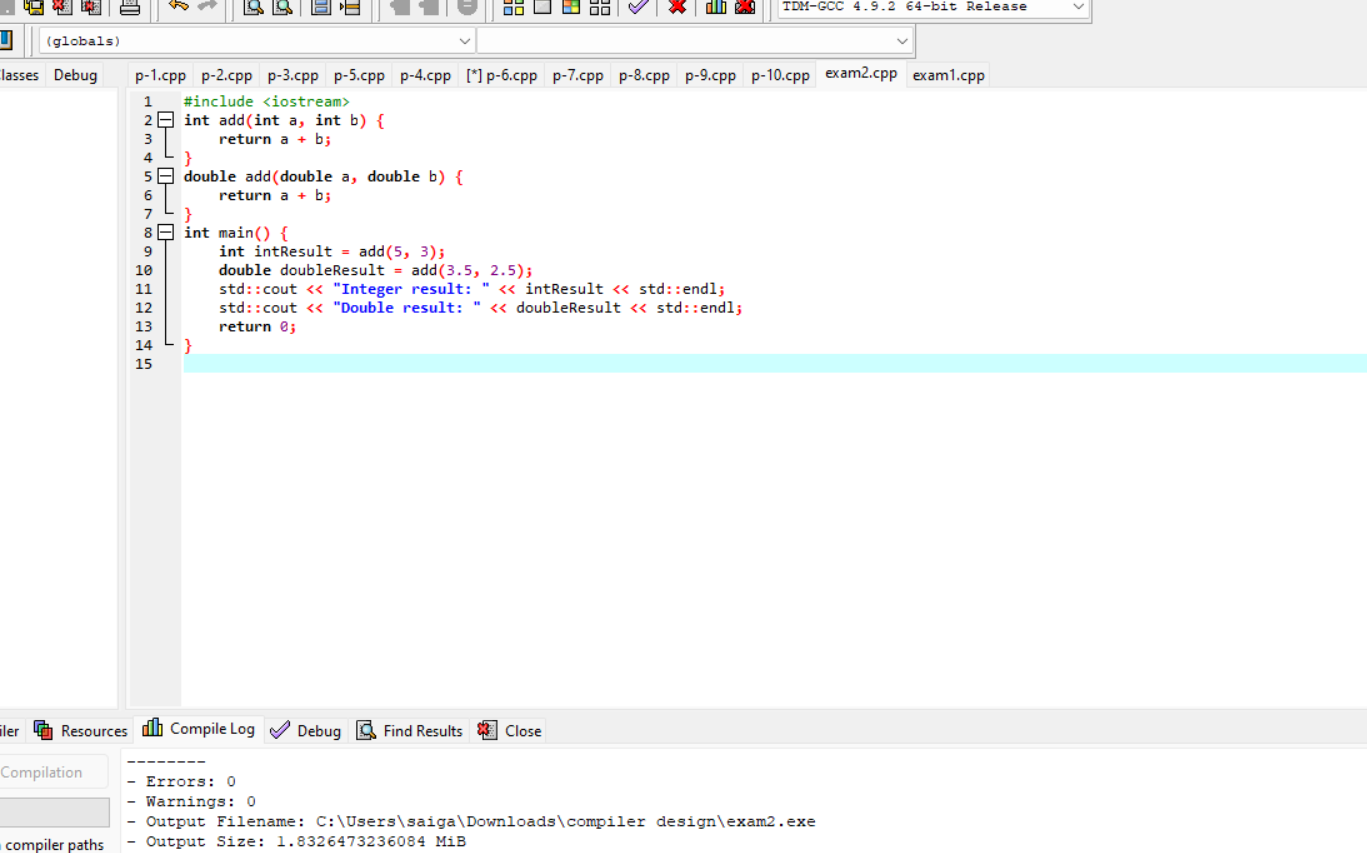 TDM-GCC 4.9.2 64-bit Release
(globals)
Classes Debug p-1.cpp p-2.cpp p-3.cpp p-5.cpp p-4.cpp [*] p-6.cpp p-7.cpp p-8.cpp p-9.cpp p-10.cpp exam2.cpp exam1.cpp
1 #include <iostream>
2 int add(int a, int b) {
3     return a + b;
4 }
5 double add(double a, double b) {
6     return a + b;
7 }
8 int main() {
9     int intResult = add(5, 3);
10     double doubleResult = add(3.5, 2.5);
11     std::cout << "Integer result: " << intResult << std::endl;
12     std::cout << "Double result: " << doubleResult << std::endl;
13     return 0;
14 }
15
iler Resources Compile Log Debug Find Results Close
Compilation
--------
- Errors: 0
- Warnings: 0
- Output Filename: C:\Users\saiga\Downloads\compiler design\exam2.exe
compiler paths
- Output Size: 1.8326473236084 MiB